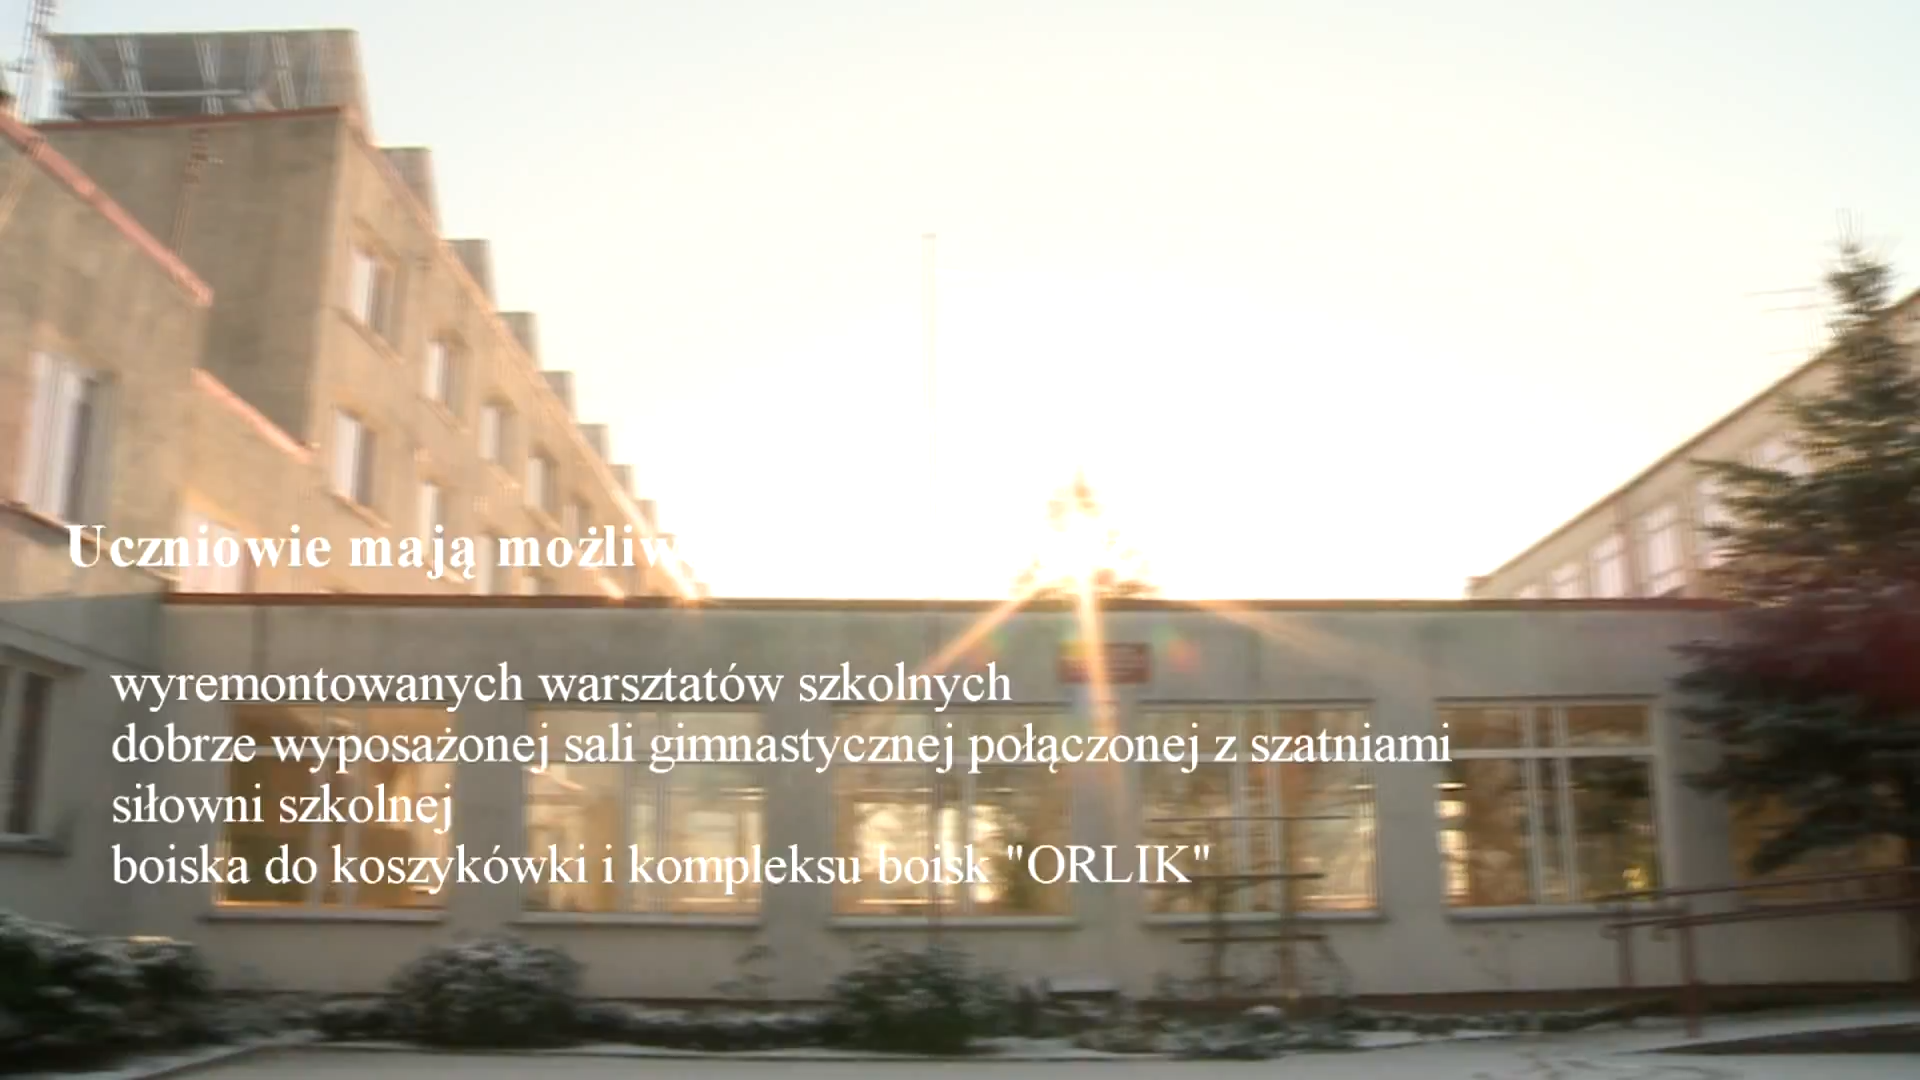 Uczniowie mają
wyremontowanych warsztatów szkolnych
dobrze wyposażonej sali gimnastycznej połączonej z szatniami
siłowni szkolnej
boiska do koszykówki i kompleksu boisk "ORLIK"